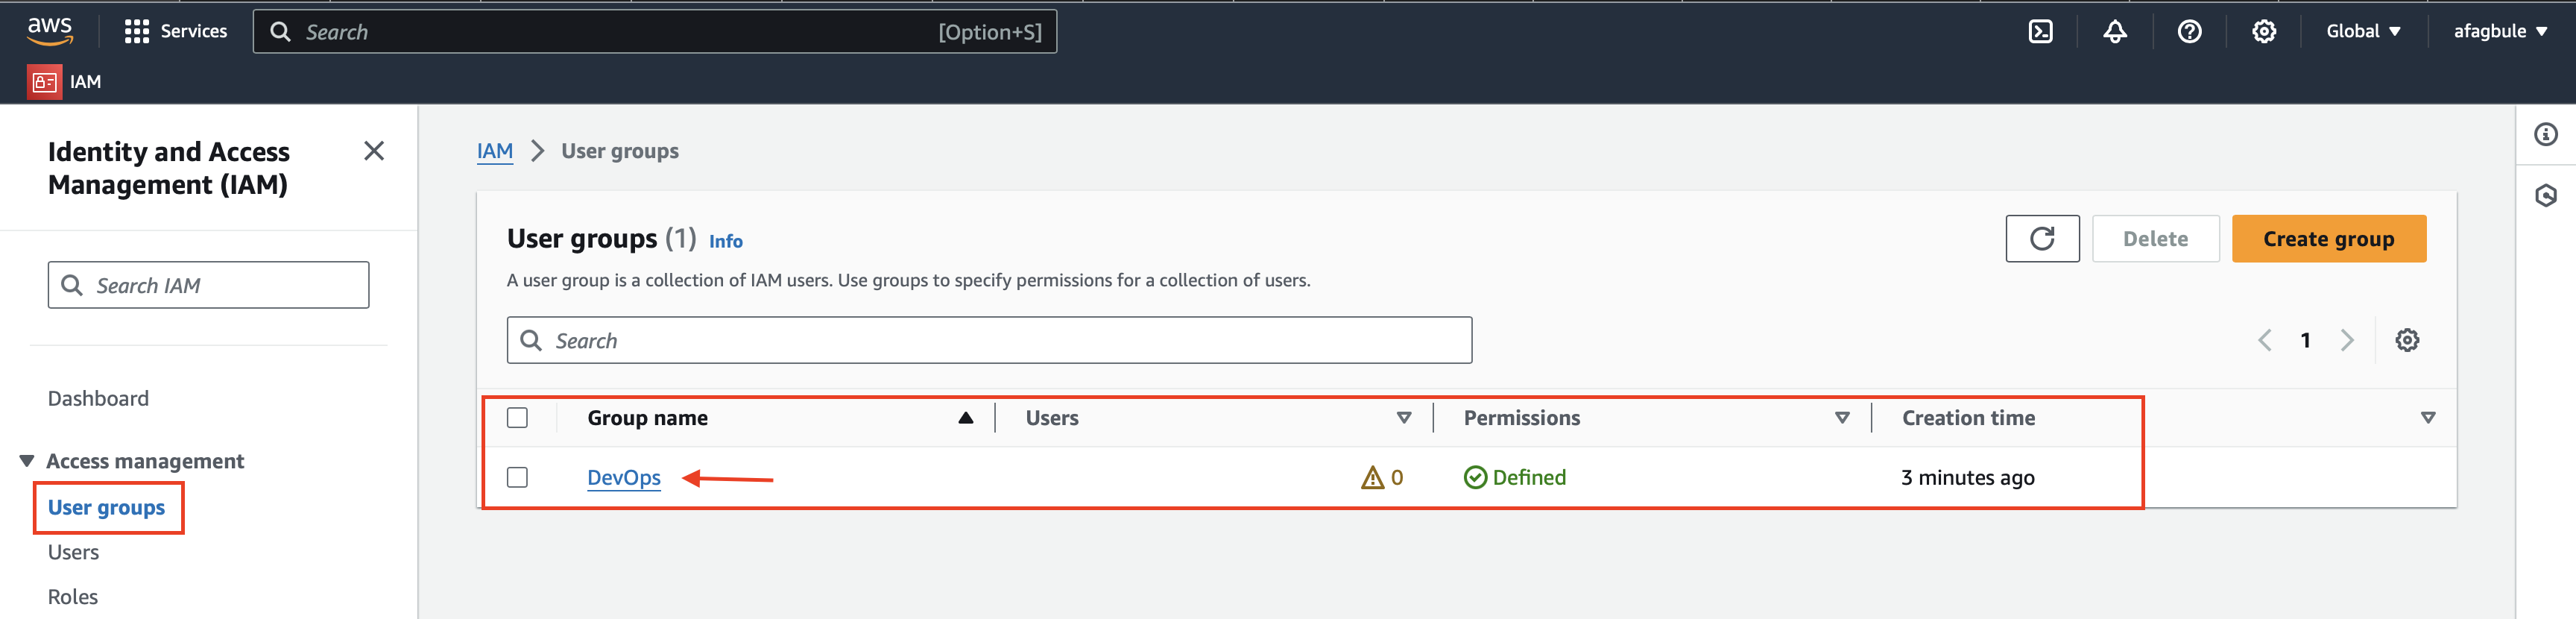 aws
Services
Search
[Option+S]
Global
afagbule
IAM
Identity and Access
Management (IAM)
Search IAM
Dashboard
Access management
User groups
Users
Roles
IAM
User groups
User groups (1) Info
Delete
Create group
A user group is a collection of IAM users. Use groups to specify permissions for a collection of users.
Search
1
Group name
Users
Permissions
Creation time
DevOps
0
Defined
3 minutes ago